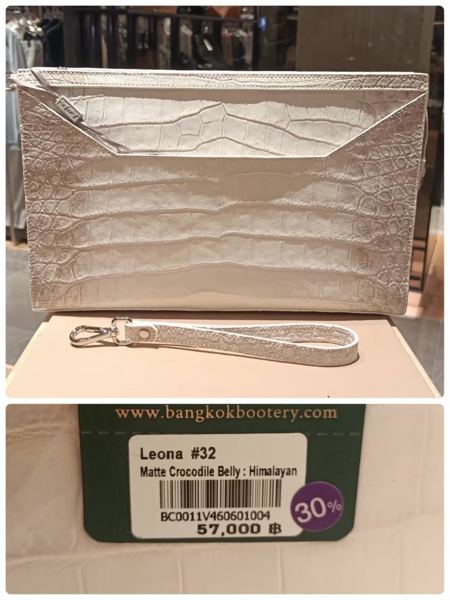 www.bangkokbootery.com
Leona #32
Matte Crocodile Belly : Himalayan
BC0011V460601004
57,000 ฿
30%